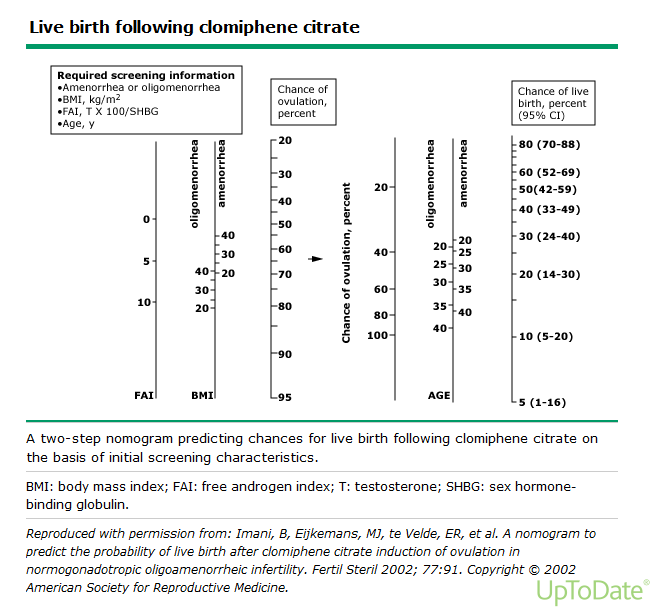 Live birth following clomiphene citrate
Required screening information
•Amenorrhea or oligomenorrhea
•BMI, kg/m2
•FAI, T X 100/SHBG
•Age, y
Chance of
ovulation,
percent
Chance of live
birth, percent
(95% CI)
0
5
10
FAI
oligomenorrhea
amenorrhea
40
30
20
40
30
20
BMI
20
30
40
50
60
70
80
90
95
Chance of ovulation, percent
20
40
60
80
100
oligomenorrhea
amenorrhea
20
25
30
35
40
20
25
30
35
40
AGE
80 (70-88)
60 (52-69)
50(42-59)
40 (33-49)
30 (24-40)
20 (14-30)
10 (5-20)
5 (1-16)
A two-step nomogram predicting chances for live birth following clomiphene citrate on
the basis of initial screening characteristics.
BMI: body mass index; FAI: free androgen index; T: testosterone; SHBG: sex hormone-
binding globulin.
Reproduced with permission from: Imani, B, Eijkemans, MJ, te Velde, ER, et al. A nomogram to
predict the probability of live birth after clomiphene citrate induction of ovulation in
normogonadotropic oligoamenorrheic infertility. Fertil Steril 2002; 77:91. Copyright © 2002
American Society for Reproductive Medicine.
UpToDate®